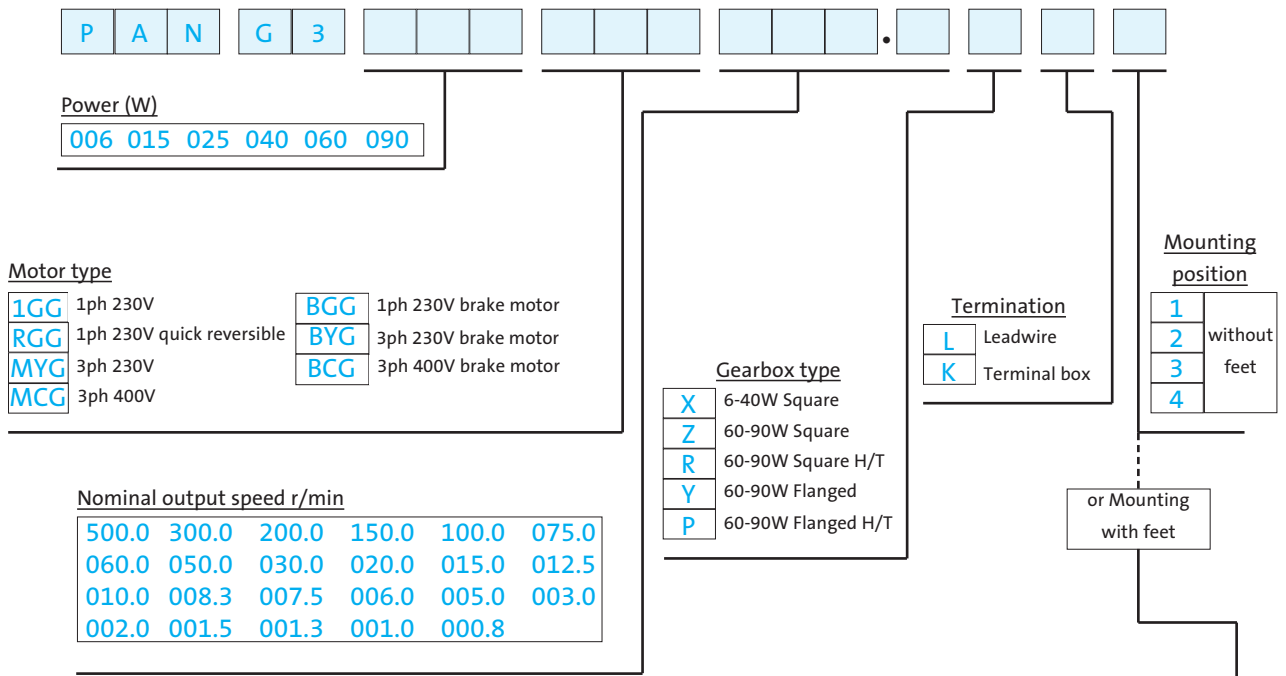 P A N G 3 .
Power (W)
006 015 025 040 060 090
Motor type
1GG 1ph 230V
RGG 1ph 230V quick reversible
MYG 3ph 230V
MCG 3ph 400V
BGG 1ph 230V brake motor
BYG 3ph 230V brake motor
BCG 3ph 400V brake motor
Nominal output speed r/min
500.0 300.0 200.0 150.0 100.0 075.0
060.0 050.0 030.0 020.0 015.0 012.5
010.0 008.3 007.5 006.0 005.0 003.0
002.0 001.5 001.3 001.0 000.8
Gearbox type
X 6-40W Square
Z 60-90W Square
R 60-90W Square H/T
Y 60-90W Flanged
P 60-90W Flanged H/T
Termination
L Leadwire
K Terminal box
Mounting
position
1
2
3
4
without
feet
or Mounting
with feet